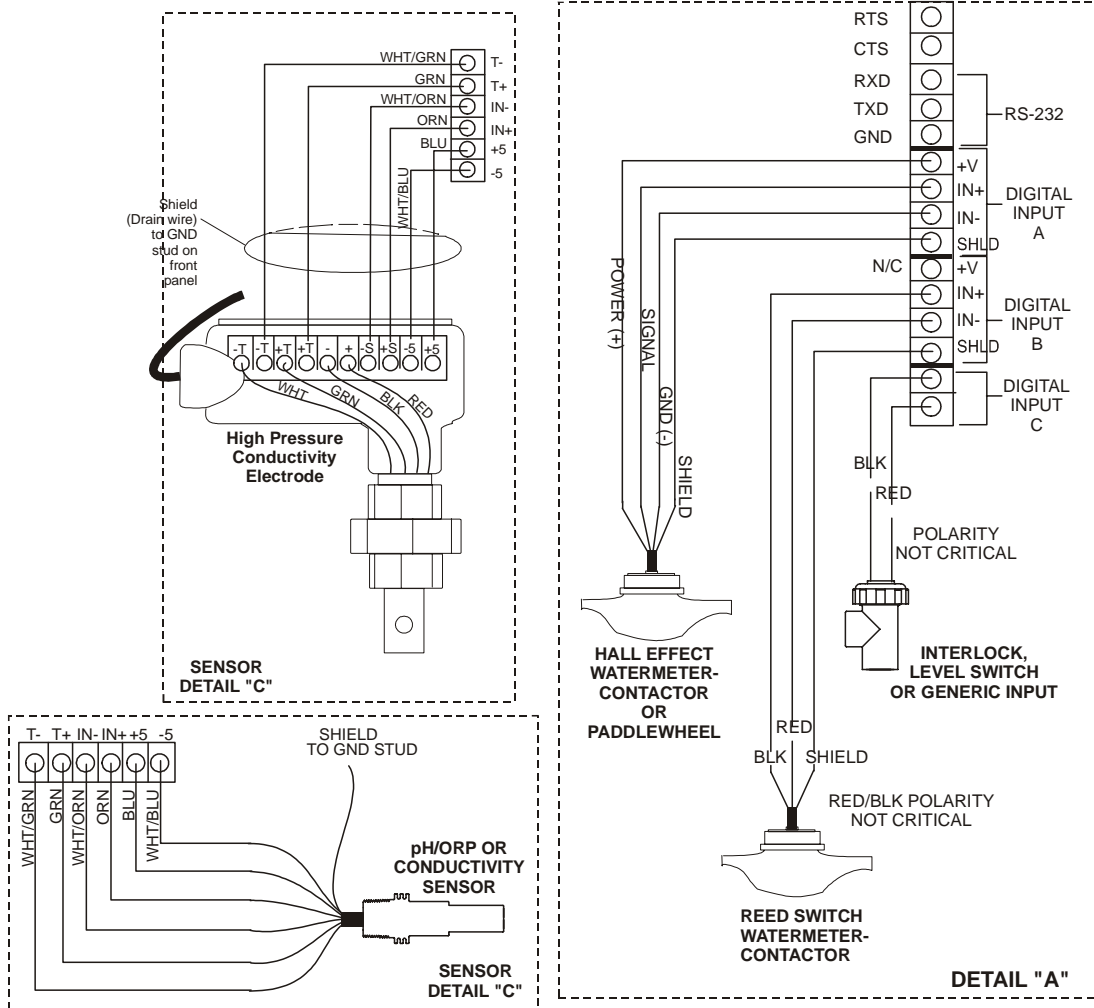 WHT/GRN
T-
GRN
T+
WHT/ORN
IN-
ORN
IN+
BLU
+5
WHT/BLU
-5
Shield
(Drain wire)
to GND
stud on
front
panel
-T -T +T +T - + -S +S -5 +5
WHT
GRN
BLK
RED
High Pressure
Conductivity
Electrode
SENSOR
DETAIL "C"
T- T+ IN- IN+ +5 -5
SHIELD
TO GND STUD
WHT/GRN
GRN
WHT/ORN
ORN
BLU
WHT/BLU
pH/ORP OR
CONDUCTIVITY
SENSOR
SENSOR
DETAIL "C"
RTS
CTS
RXD
TXD
GND
RS-232
+V
IN+
IN-
SHLD
DIGITAL
INPUT
A
N/C
+V
IN+
IN-
SHLD
DIGITAL
INPUT
B
DIGITAL
INPUT
C
POWER (+)
SIGNAL
GND (-)
SHIELD
BLK
RED
POLARITY
NOT CRITICAL
HALL EFFECT
WATERMETER-
CONTACTOR
OR
PADDLEWHEEL
INTERLOCK,
LEVEL SWITCH
OR GENERIC INPUT
RED
BLK
SHIELD
RED/BLK POLARITY
NOT CRITICAL
REED SWITCH
WATERMETER-
CONTACTOR
DETAIL "A"